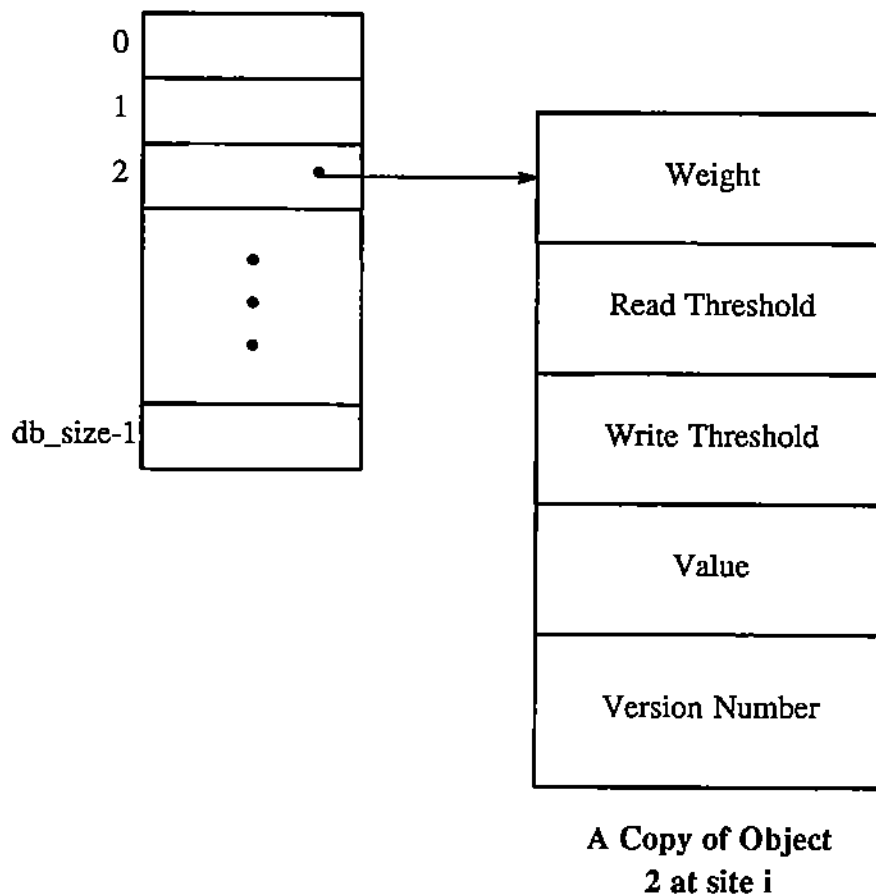 0
1
2
db_size-1
Weight
Read Threshold
Write Threshold
Value
Version Number
A Copy of Object
2 at site i